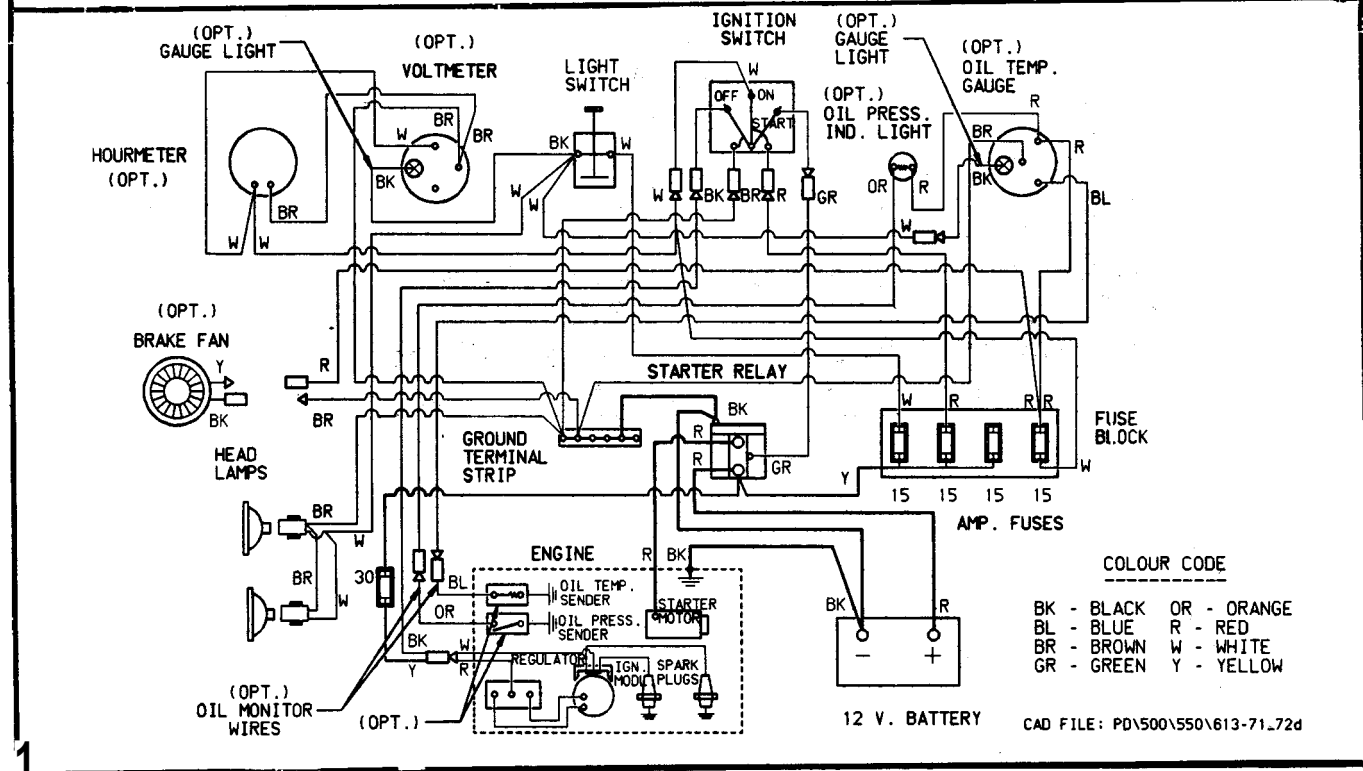 (OPT.)
GAUGE LIGHT
(OPT.)
VOLTMETER
LIGHT
SWITCH
IGNITION
SWITCH
(OPT.)
GAUGE
LIGHT
(OPT.)
OIL TEMP.
GAUGE
(OPT.)
OIL PRESS.
IND. LIGHT
W
OFF
ON
START
R
BR
BR
W
BK
BR
BK
W
HOURMETER
(OPT.)
BR
W
W
W
W
W
BK
BR
R
GR
OR
R
W
BR
BK
R
BL
(OPT.)
BRAKE FAN
Y
BK
R
BR
STARTER RELAY
BK
R
R
GR
GROUND
TERMINAL
STRIP
W
R
R
R
Y
W
FUSE
BLOCK
15
15
15
15
AMP. FUSES
HEAD
LAMPS
BR
W
BR
W
30
BL
OR
BK
Y
W
R
ENGINE
OIL TEMP.
SENDER
OIL PRESS.
SENDER
REGULATOR
IGN.
MODU
SPARK
PLUGS
STARTER
MOTOR
R
BK
BK
R
-
+
12 V. BATTERY
(OPT.)
OIL MONITOR
WIRES
(OPT.)
COLOUR CODE
BK - BLACK OR - ORANGE
BL - BLUE R - RED
BR - BROWN W - WHITE
GR - GREEN Y - YELLOW
CAD FILE: PD\500\550\613-71_72d
1